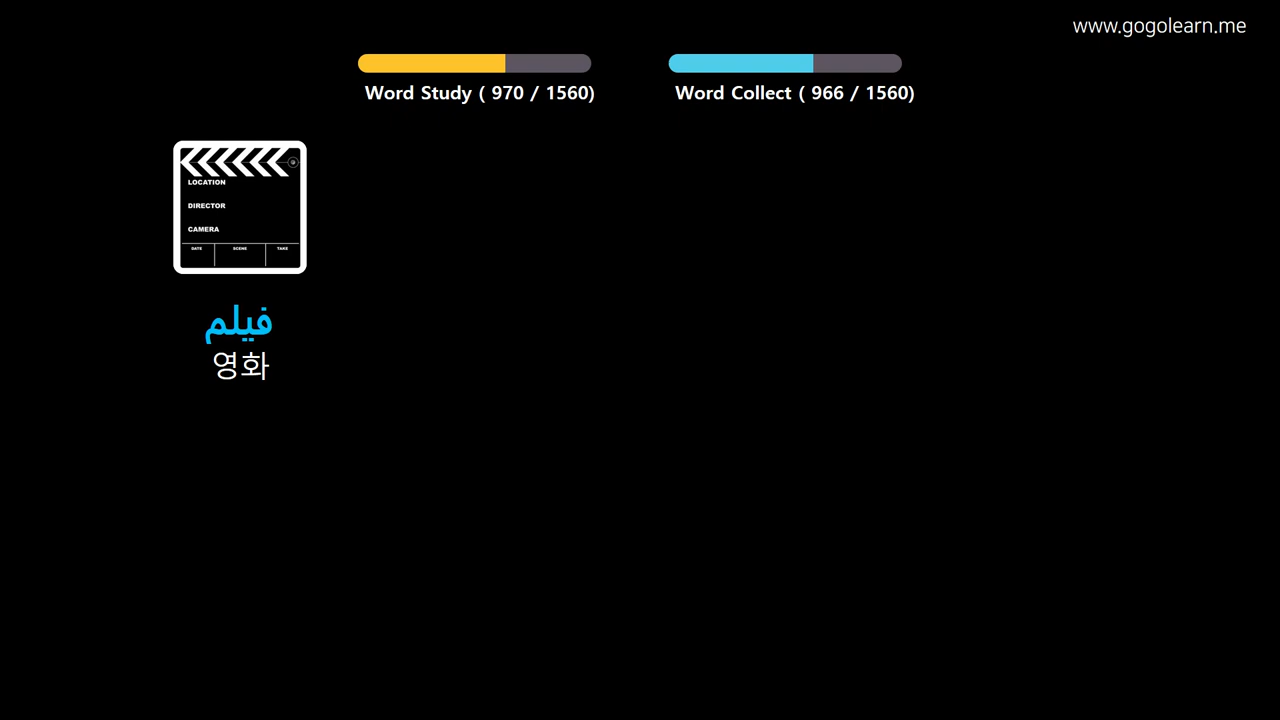 www.gogolearn.me
Word Study ( 970 / 1560)
Word Collect ( 966 / 1560)
LOCATION
DIRECTOR
CAMERA
DATE SCENE TAKE
فيلم
영화